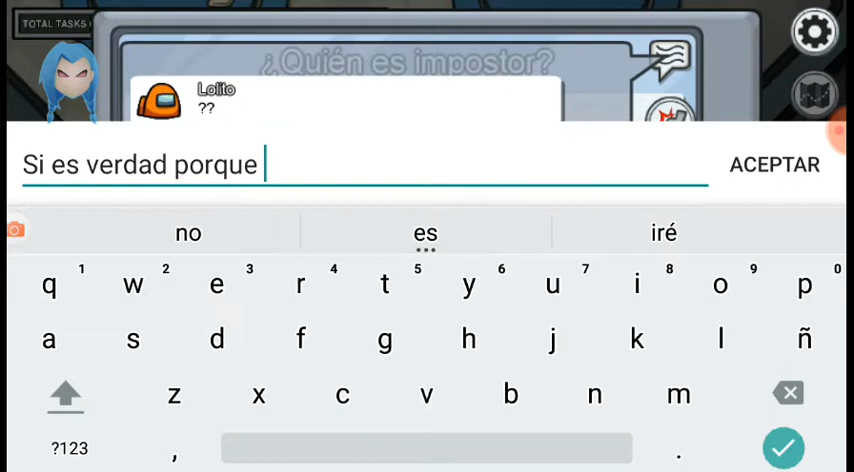 TOTAL TASKS
¿Quién es impostor?
Lolito
??
Si es verdad porque
ACEPTAR
no es iré
1 2 3 4 5 6 7 8 9 0
q w e r t y u i o p
a s d f g h j k l ñ
z x c v b n m
?123 , .